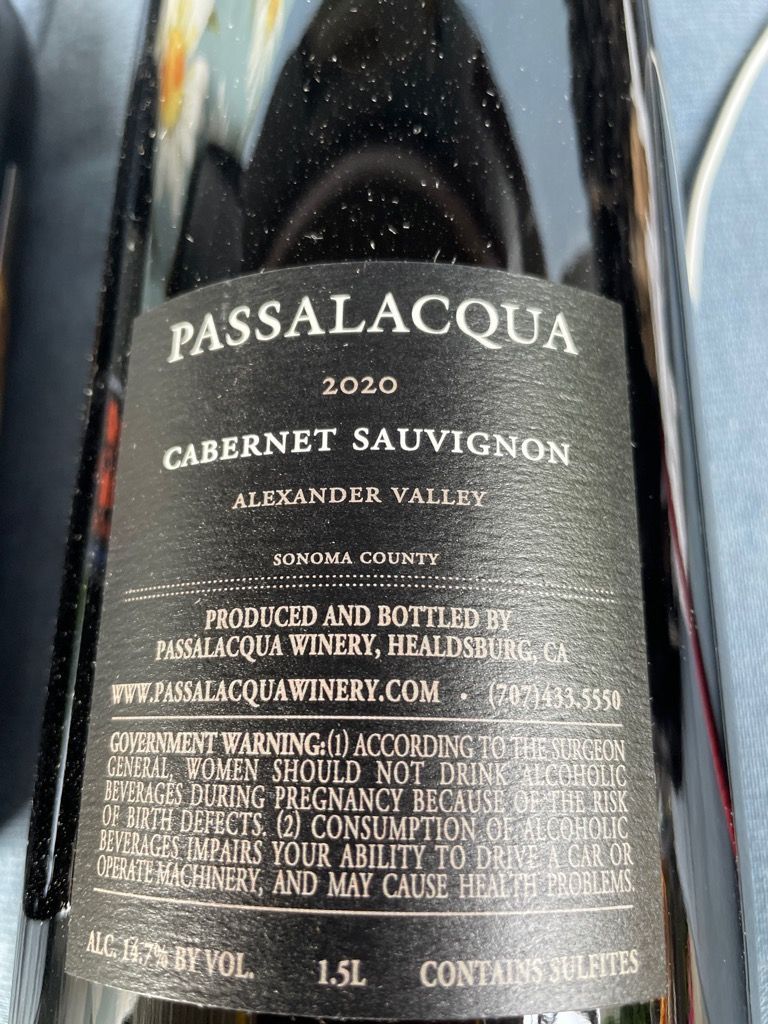 PASSALACQUA
2020
CABERNET SAUVIGNON
ALEXANDER VALLEY
SONOMA COUNTY
PRODUCED AND BOTTLED BY
PASSALACQUA WINERY, HEALDSBURG, CA
WWW.PASSALACQUAWINERY.COM • (707)433.5550
GOVERNMENT WARNING:(1) ACCORDING TO THE SURGEON
GENERAL, WOMEN SHOULD NOT DRINK ALCOHOLIC
BEVERAGES DURING PREGNANCY BECAUSE OF THE RISK
OF BIRTH DEFECTS. (2) CONSUMPTION OF ALCOHOLIC
BEVERAGES IMPAIRS YOUR ABILITY TO DRIVE A CAR OR
OPERATE MACHINERY, AND MAY CAUSE HEALTH PROBLEMS.
ALC. 14.7% BY VOL. 1.5L CONTAINS SULFITES